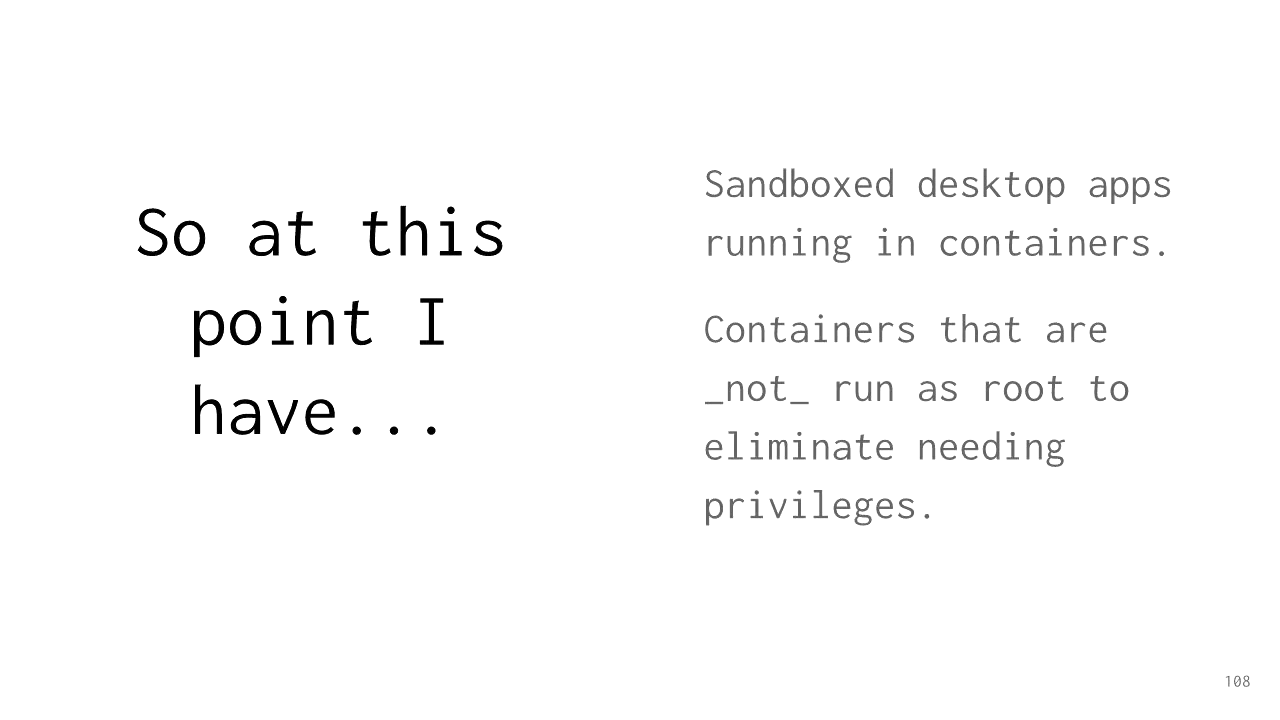 So at this
point I
have...
Sandboxed desktop apps
running in containers.
Containers that are
_not_ run as root to
eliminate needing
privileges.
108